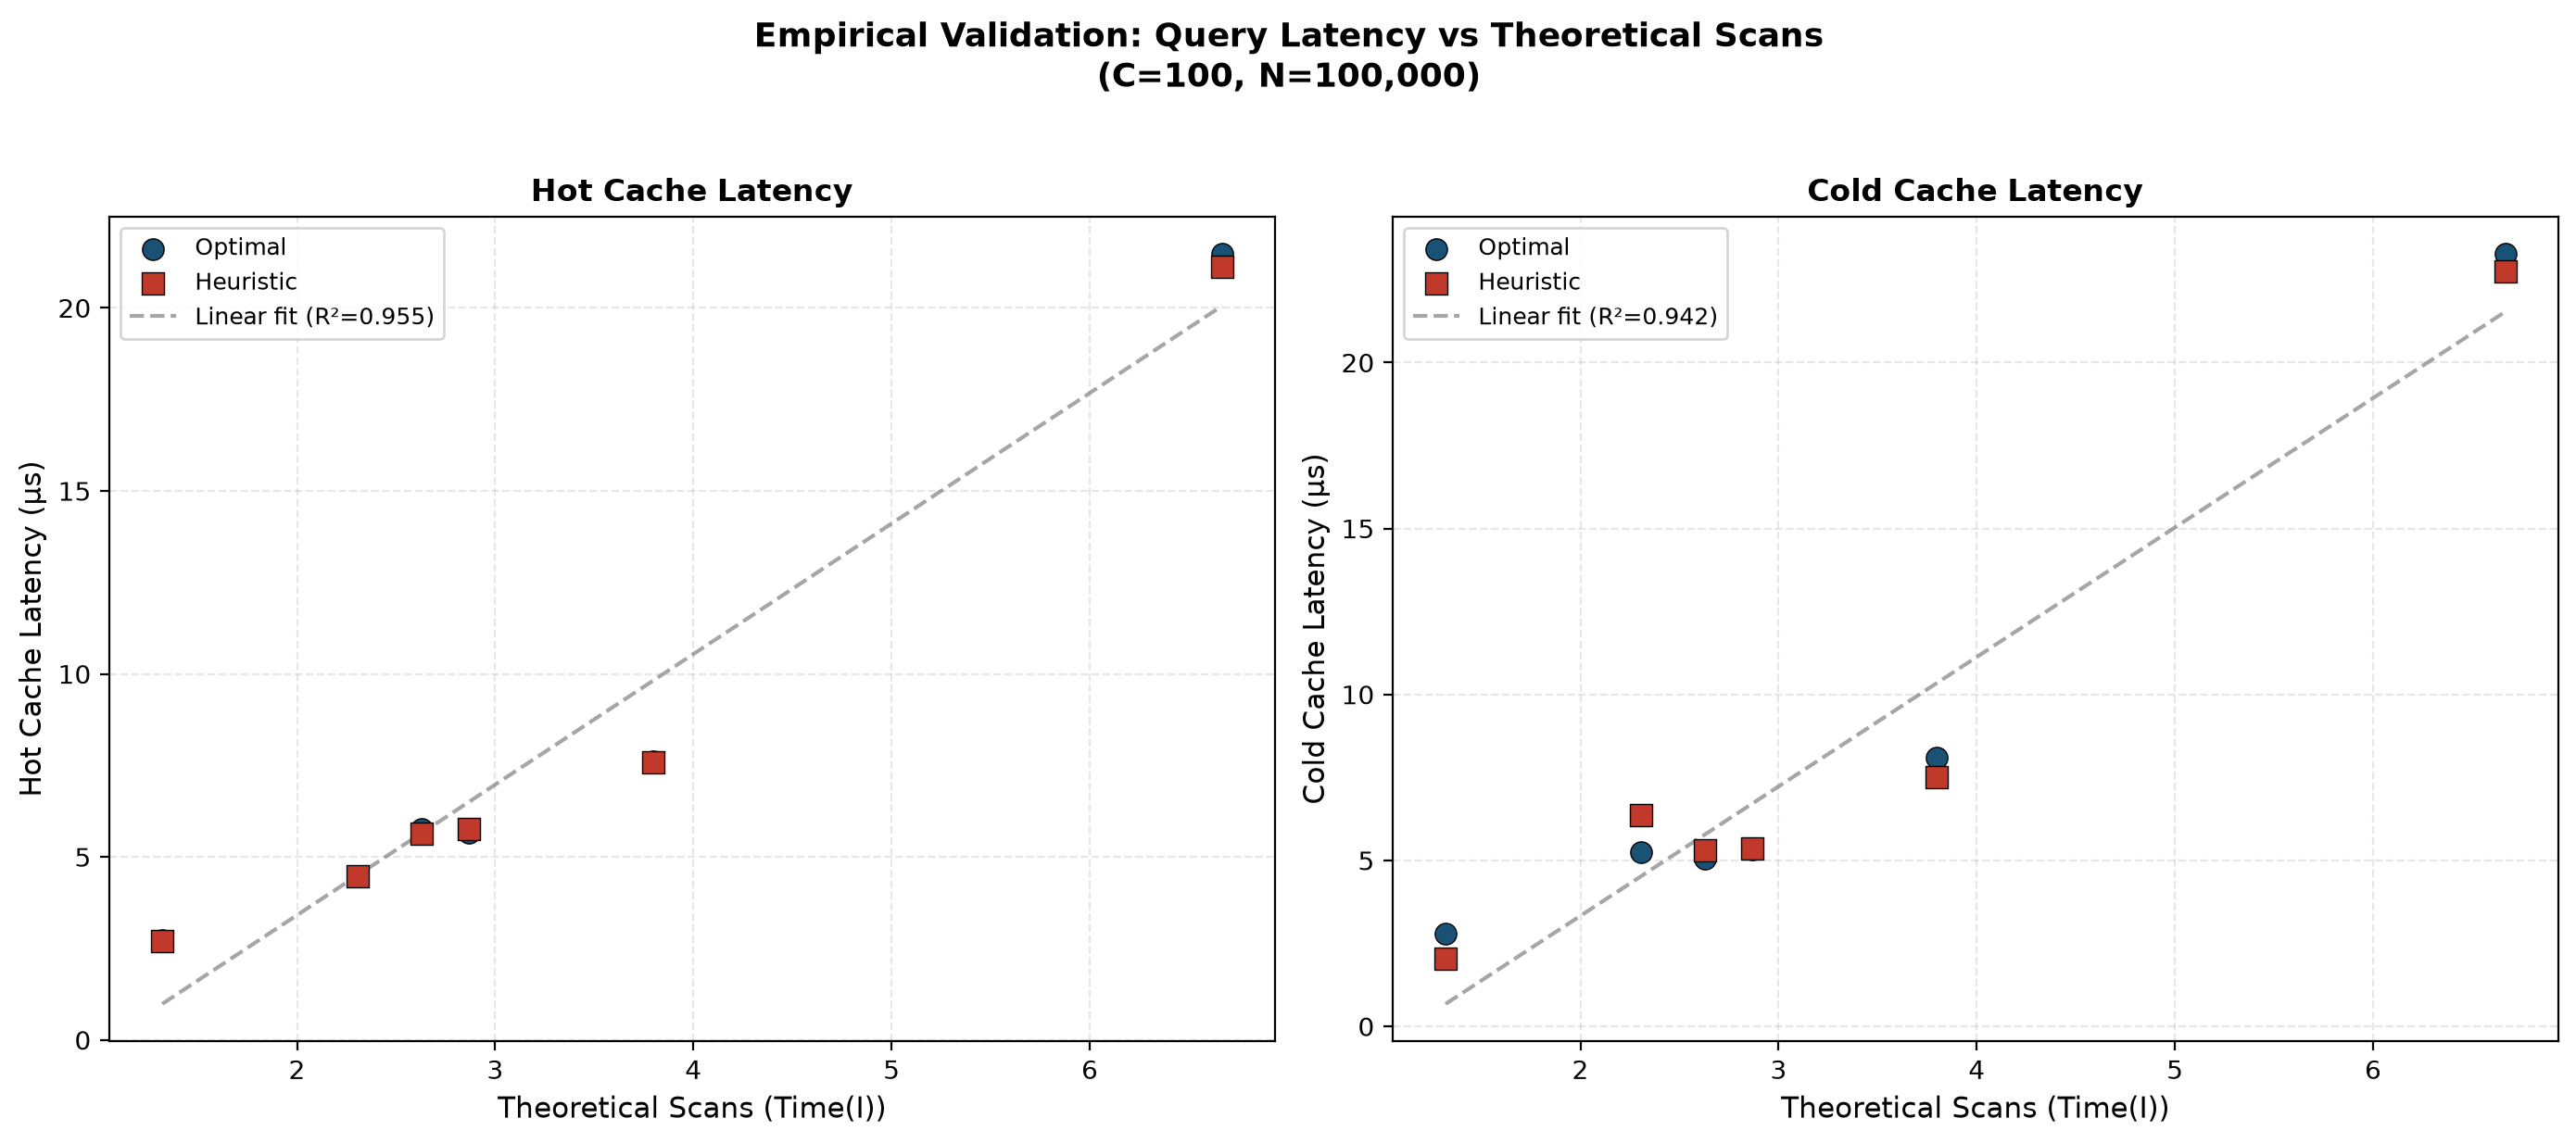 Empirical Validation: Query Latency vs Theoretical Scans
(C=100, N=100,000)
Hot Cache Latency
Optimal
Heuristic
Linear fit (R²=0.955)
20
15
10
5
0
2 3 4 5 6
Hot Cache Latency (µs)
Theoretical Scans (Time(I))
Cold Cache Latency
Optimal
Heuristic
Linear fit (R²=0.942)
20
15
10
5
0
2 3 4 5 6
Cold Cache Latency (µs)
Theoretical Scans (Time(I))